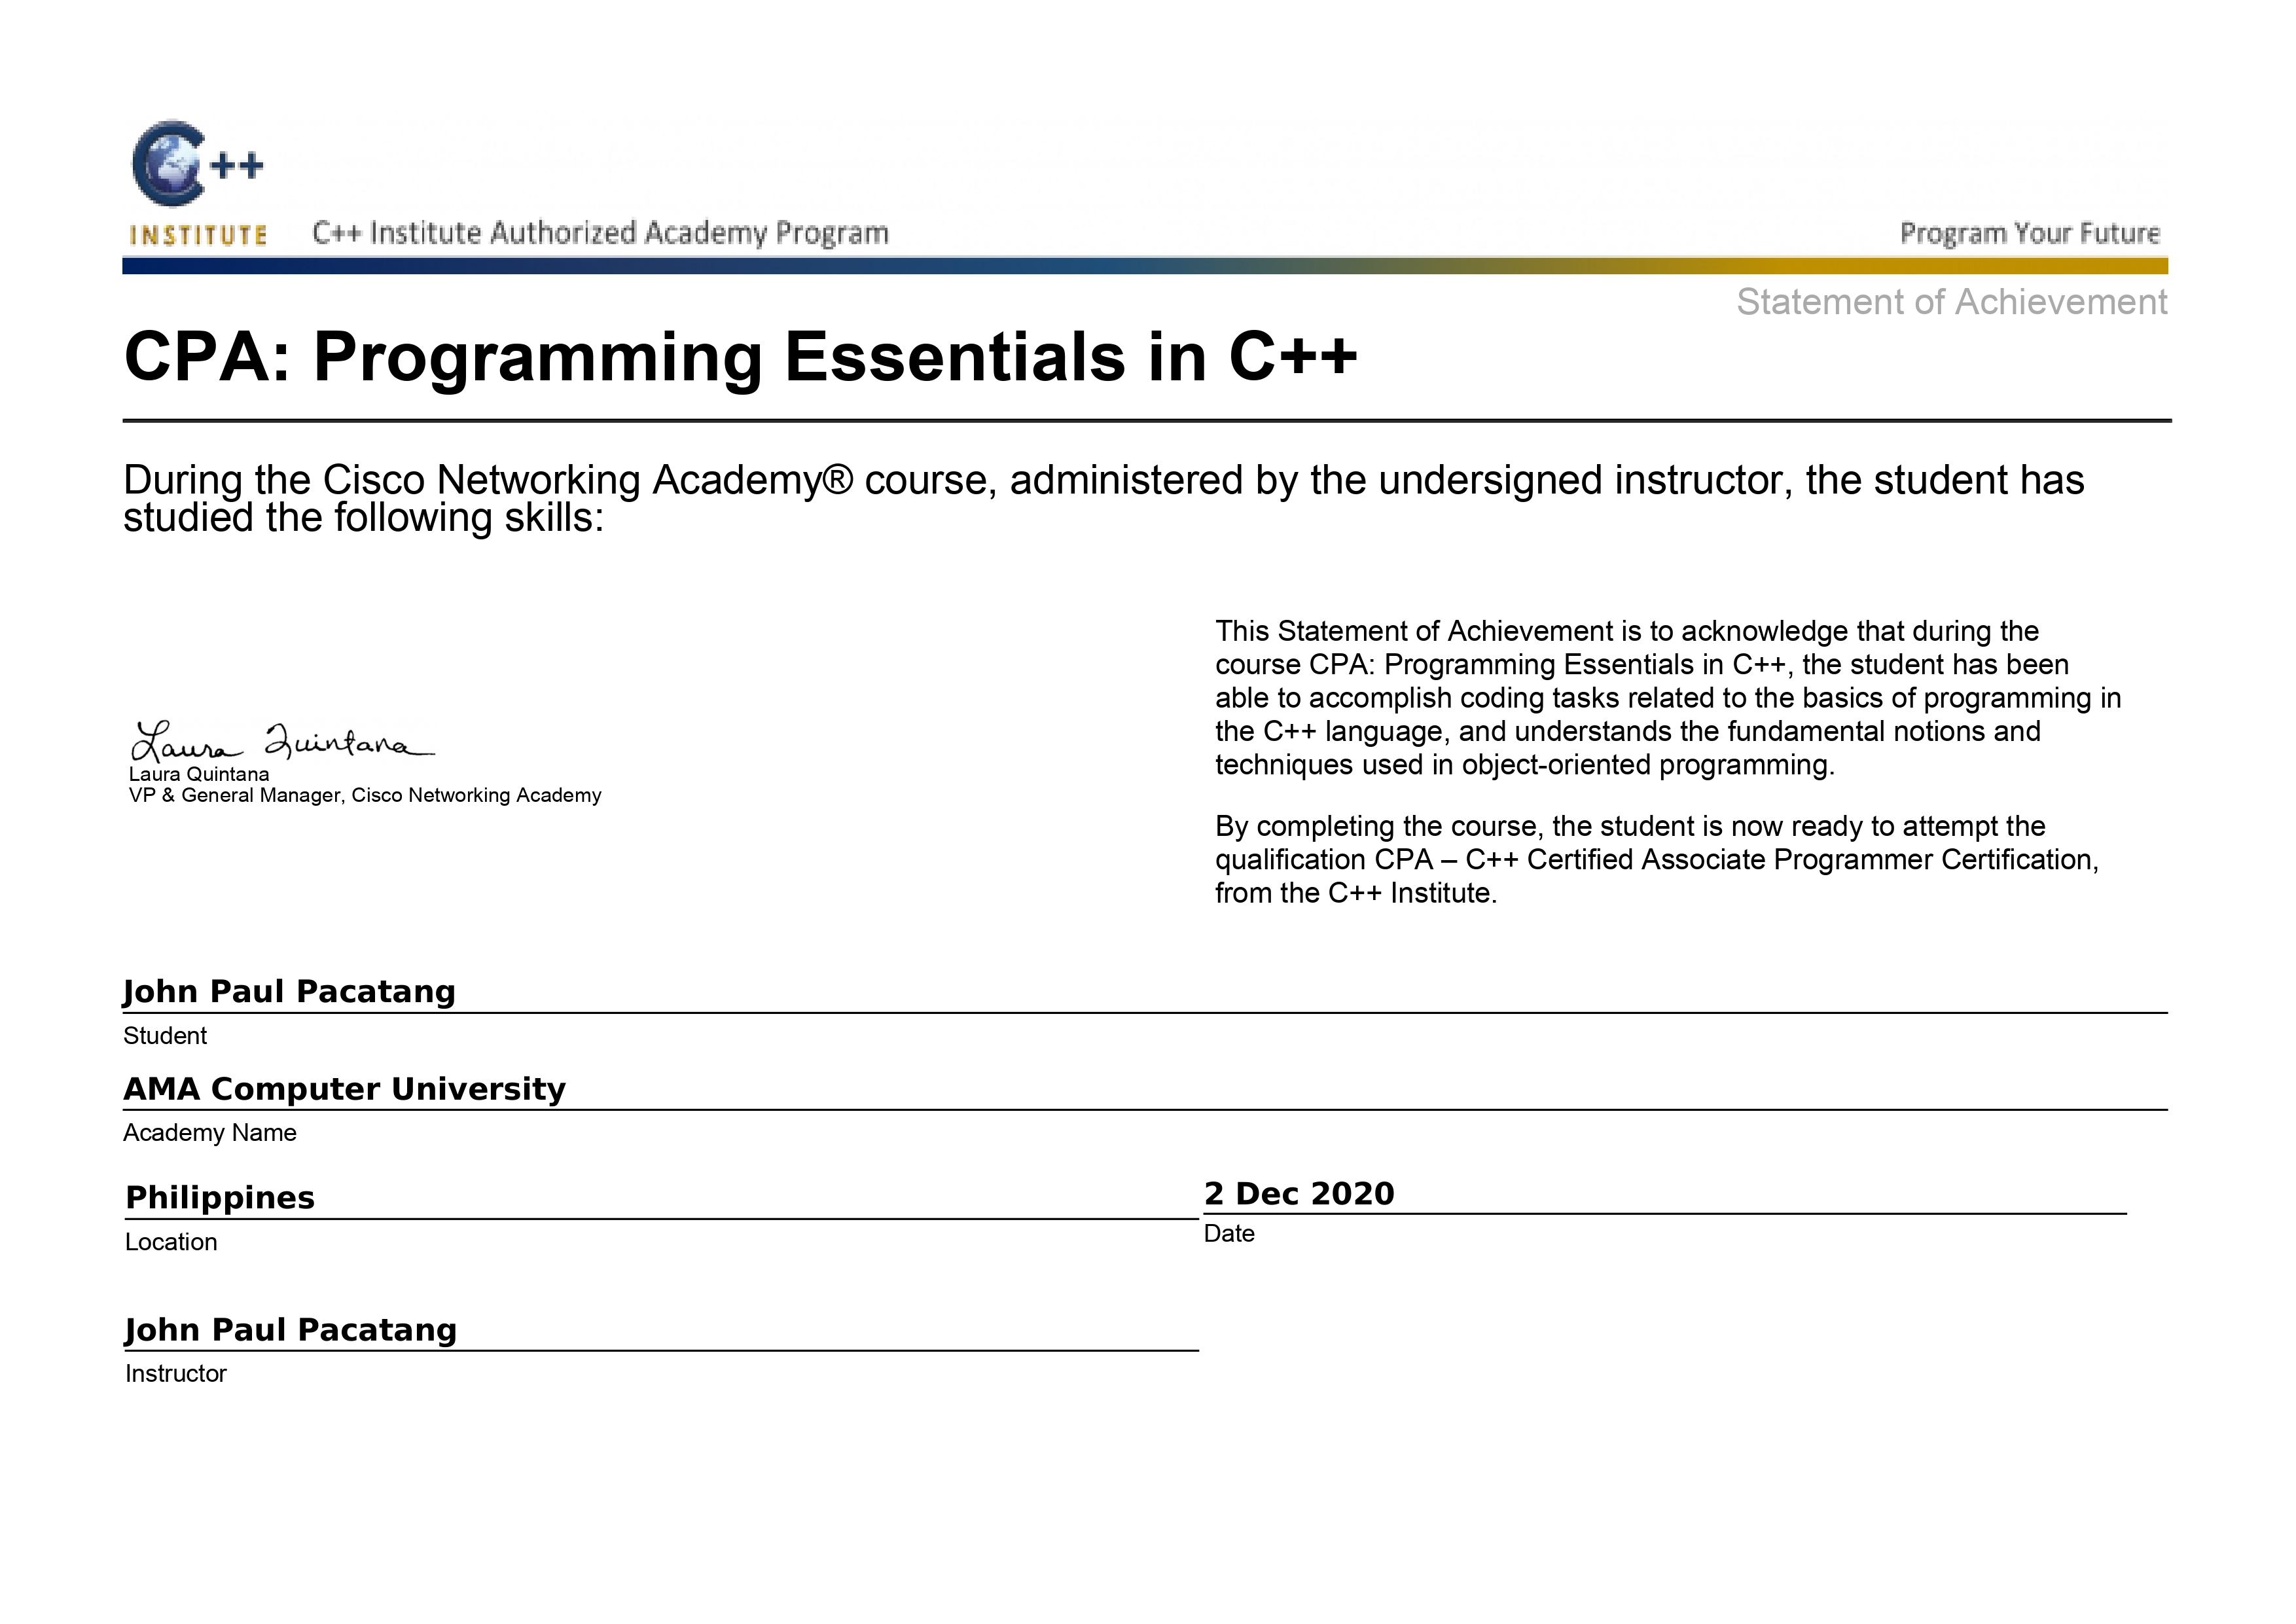 C++
INSTITUTE
C++ Institute Authorized Academy Program
Program Your Future
Statement of Achievement
CPA: Programming Essentials in C++
During the Cisco Networking Academy® course, administered by the undersigned instructor, the student has
studied the following skills:
Laura Quintana
Laura Quintana
VP & General Manager, Cisco Networking Academy
This Statement of Achievement is to acknowledge that during the
course CPA: Programming Essentials in C++, the student has been
able to accomplish coding tasks related to the basics of programming in
the C++ language, and understands the fundamental notions and
techniques used in object-oriented programming.
By completing the course, the student is now ready to attempt the
qualification CPA – C++ Certified Associate Programmer Certification,
from the C++ Institute.
John Paul Pacatang
Student
AMA Computer University
Academy Name
Philippines
Location
2 Dec 2020
Date
John Paul Pacatang
Instructor